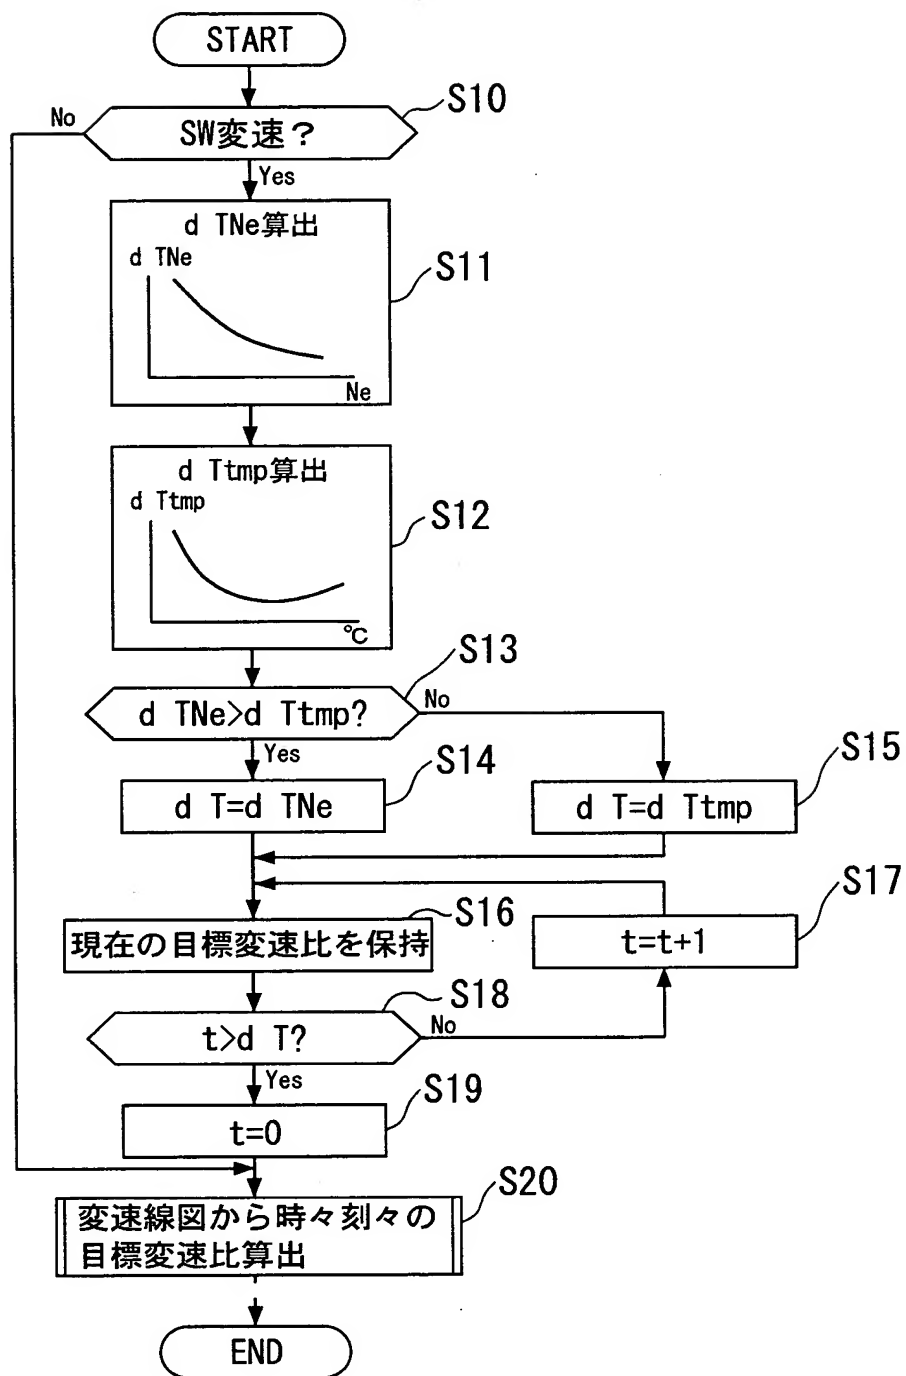 START
S10
No
SW変速?
Yes
d TNe算出
d TNe
S11
Ne
d Ttmp算出
d Ttmp
S12
℃
S13
d TNe>d Ttmp?
No
Yes
S14
S15
d T=d TNe
d T=d Ttmp
S17
S16
現在の目標変速比を保持
t=t+1
S18
t>d T?
No
Yes
S19
t=0
S20
変速線図から時々刻々の
目標変速比算出
END